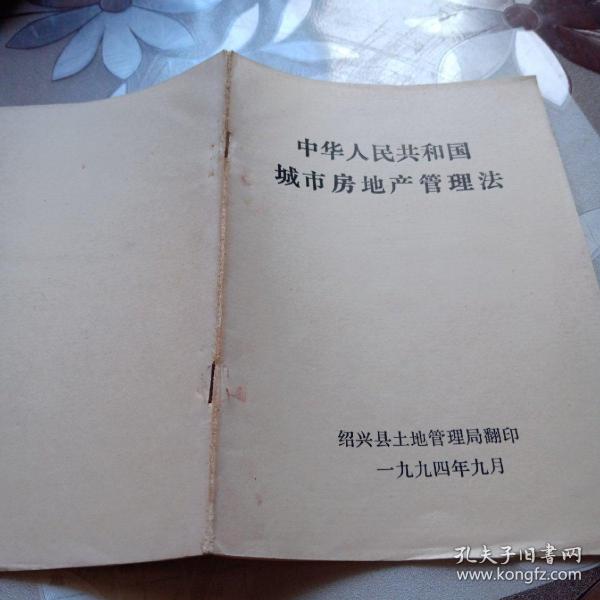 中华人民共和国
城市房地产管理法
绍兴县土地管理局翻印
一九九四年九月
孔夫子旧书网
www.kongfz.com